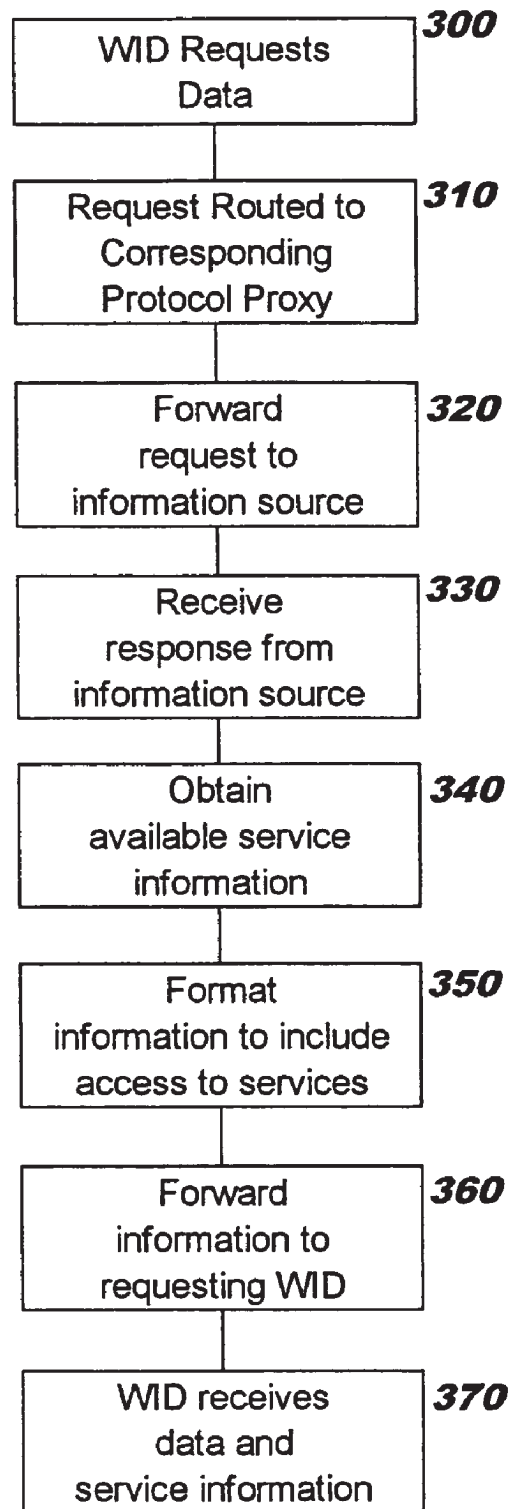 300
WID Requests
Data
310
Request Routed to
Corresponding
Protocol Proxy
320
Forward
request to
information source
330
Receive
response from
information source
340
Obtain
available service
information
350
Format
information to include
access to services
360
Forward
information to
requesting WID
370
WID receives
data and
service information